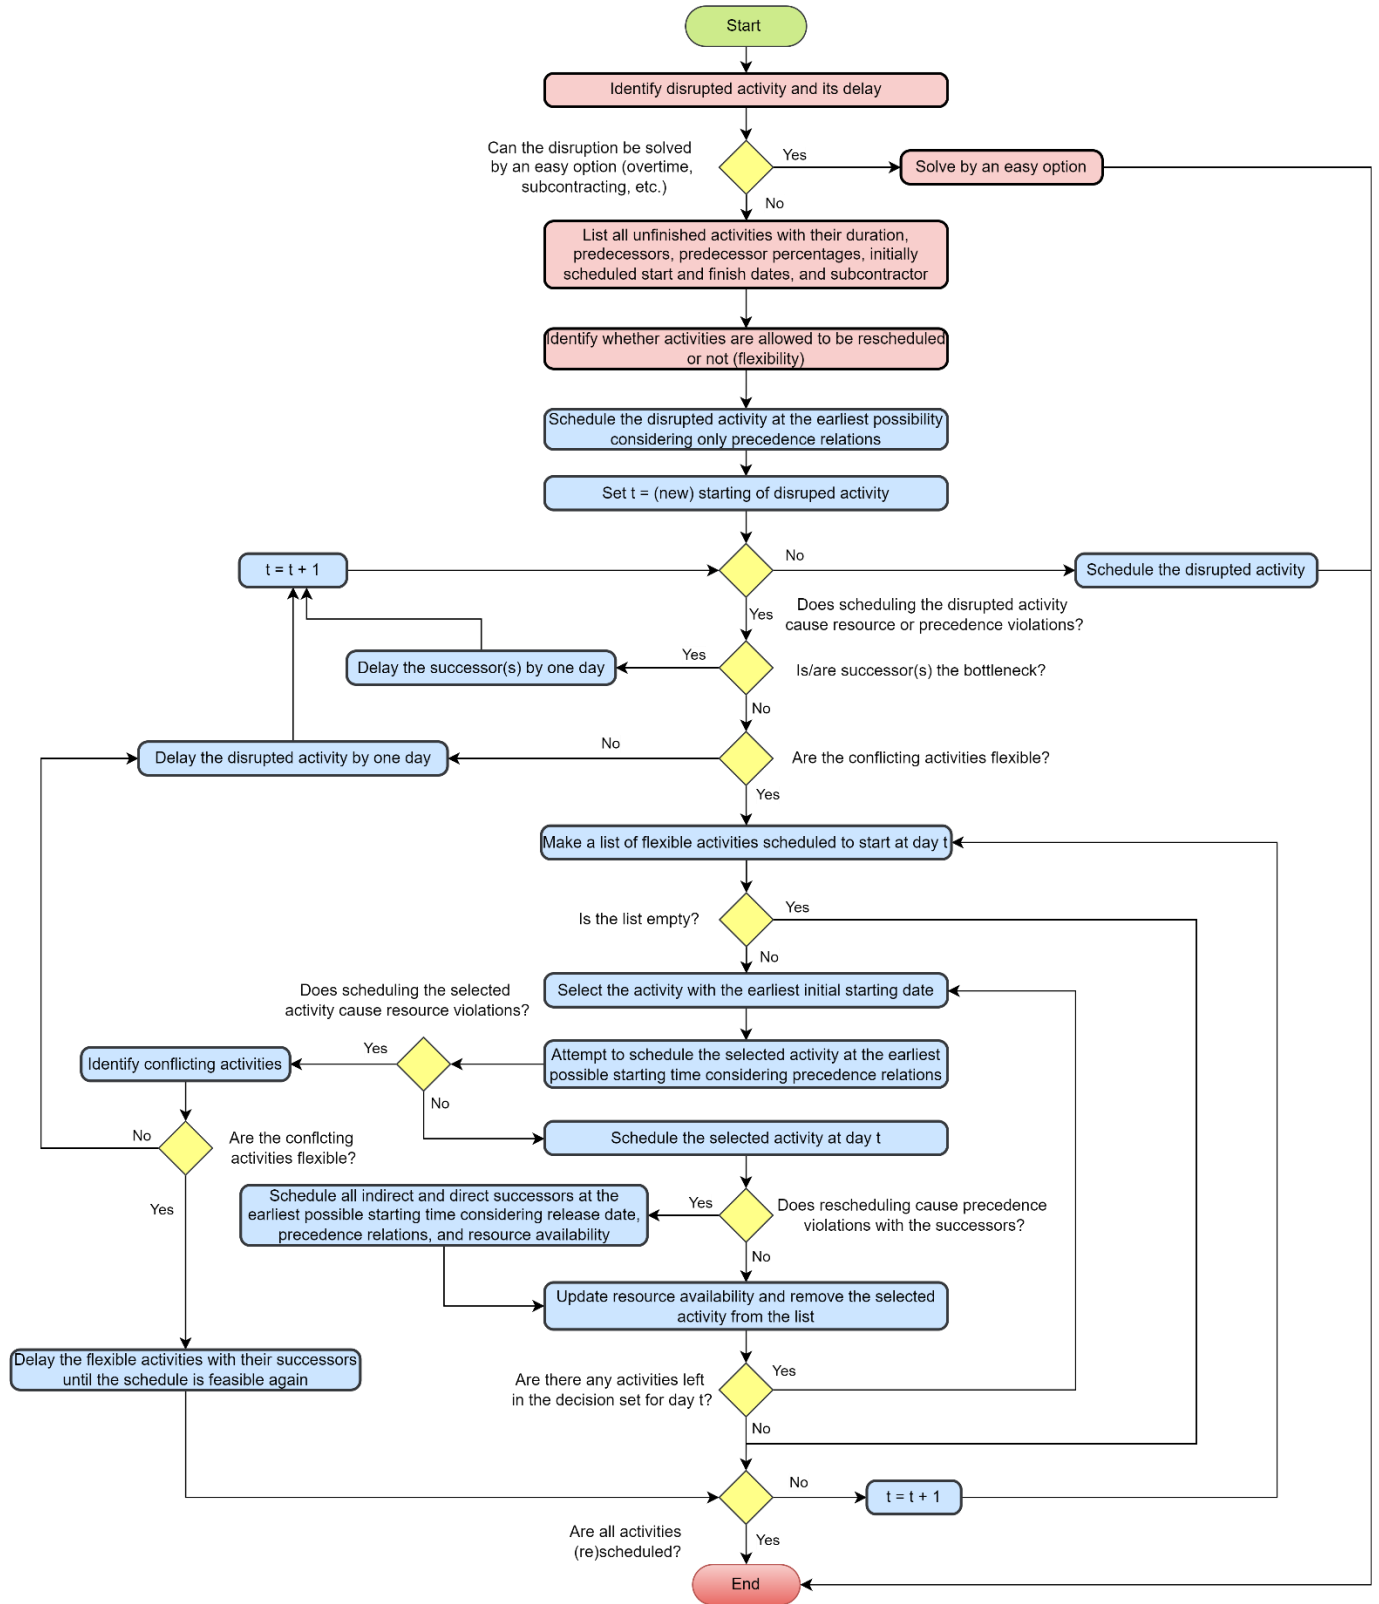 Start
Identify disrupted activity and its delay
Can the disruption be solved
by an easy option (overtime,
subcontracting, etc.)
Yes
Solve by an easy option
No
List all unfinished activities with their duration,
predecessors, predecessor percentages, initially
scheduled start and finish dates, and subcontractor
Identify whether activities are allowed to be rescheduled
or not (flexibility)
Schedule the disrupted activity at the earliest possibility
considering only precedence relations
Set t = (new) starting of disruped activity
t = t + 1
No
Schedule the disrupted activity
Yes
Does scheduling the disrupted activity
cause resource or precedence violations?
Delay the successor(s) by one day
Yes
Is/are successor(s) the bottleneck?
No
Delay the disrupted activity by one day
No
Are the conflicting activities flexible?
Yes
Make a list of flexible activities scheduled to start at day t
Is the list empty?
Yes
No
Select the activity with the earliest initial starting date
Does scheduling the selected
activity cause resource violations?
Attempt to schedule the selected activity at the earliest
possible starting time considering precedence relations
Yes
Identify conflicting activities
No
No
Are the conflcting
activities flexible?
Yes
Schedule the selected activity at day t
Schedule all indirect and direct successors at the
earliest possible starting time considering release date,
precedence relations, and resource availability
Yes
Does rescheduling cause precedence
violations with the successors?
No
Update resource availability and remove the selected
activity from the list
Delay the flexible activities with their successors
until the schedule is feasible again
Are there any activities left
in the decision set for day t?
Yes
No
No
t = t + 1
Are all activities
(re)scheduled?
Yes
End